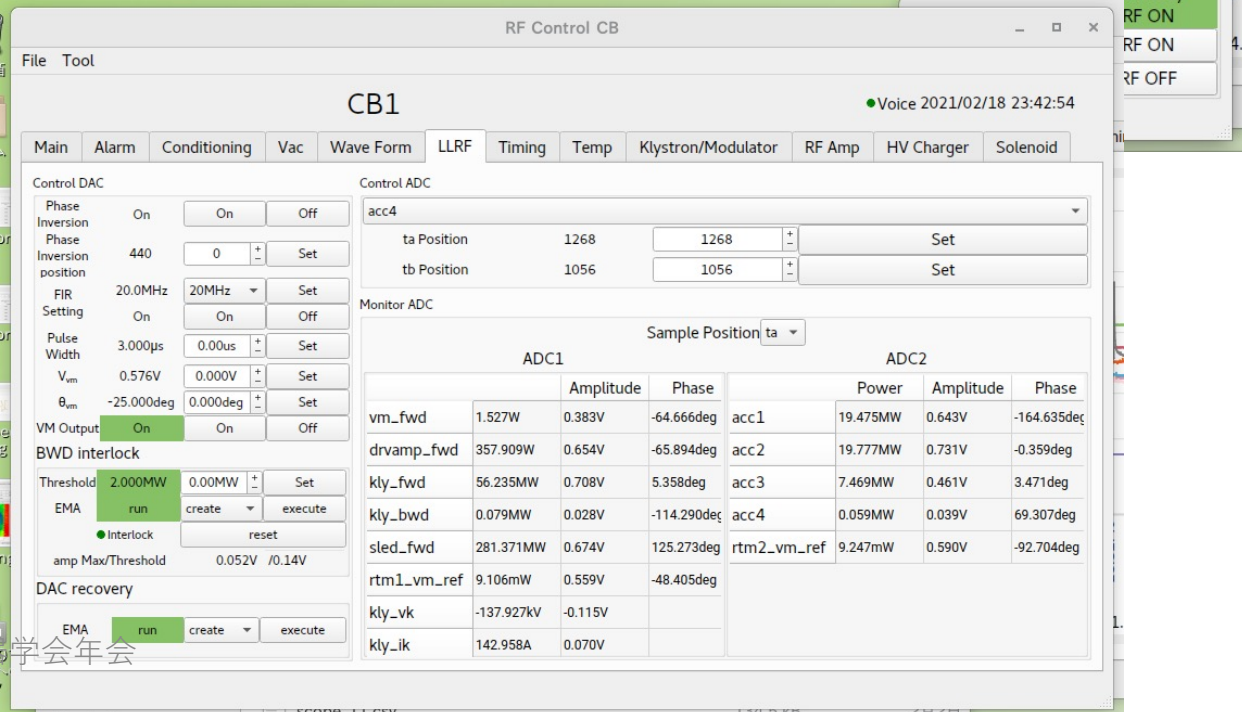 RF Control CB
RF ON
RF ON
RF OFF
File Tool
CB1
Voice 2021/02/18 23:42:54
Main Alarm Conditioning Vac Wave Form LLRF Timing Temp Klystron/Modulator RF Amp HV Charger Solenoid
Control DAC
Phase Inversion On On Off
Phase Inversion position 440 0 Set
FIR Setting 20.0MHz 20MHz Set
On On Off
Pulse Width 3.000μs 0.00us Set
Vvm 0.576V 0.000V Set
θvm -25.000deg 0.000deg Set
VM Output On On Off
BWD interlock
Threshold 2.000MW 0.00MW Set
EMA run create execute
Interlock reset
amp Max/Threshold 0.052V /0.14V
DAC recovery
EMA run create execute
Control ADC
acc4
ta Position 1268 1268 Set
tb Position 1056 1056 Set
Monitor ADC
Sample Position ta
ADC1
Amplitude Phase
vm_fwd 1.527W 0.383V -64.666deg
drvamp_fwd 357.909W 0.654V -65.894deg
kly_fwd 56.235MW 0.708V 5.358deg
kly_bwd 0.079MW 0.028V -114.290deg
sled_fwd 281.371MW 0.674V 125.273deg
rtm1_vm_ref 9.106mW 0.559V -48.405deg
kly_vk -137.927kV -0.115V
kly_ik 142.958A 0.070V
ADC2
Power Amplitude Phase
acc1 19.475MW 0.643V -164.635deg
acc2 19.777MW 0.731V -0.359deg
acc3 7.469MW 0.461V 3.471deg
acc4 0.059MW 0.039V 69.307deg
rtm2_vm_ref 9.247mW 0.590V -92.704deg
学会年会